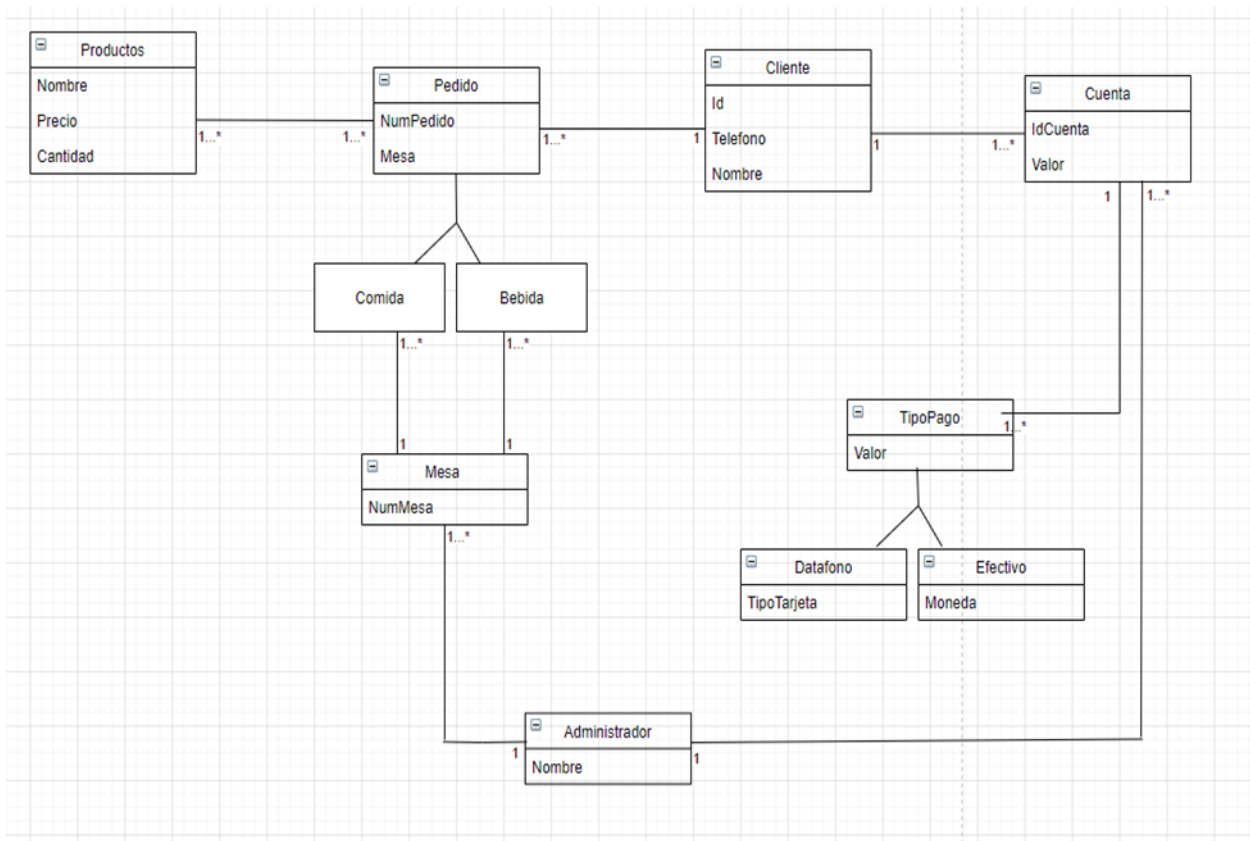 Productos
Nombre
Precio
Cantidad
1...*
1...*
Pedido
NumPedido
Mesa
1...*
1
Cliente
Id
Telefono
Nombre
1
1...*
Cuenta
IdCuenta
Valor
1
1...*
Comida
Bebida
1...*
1...*
1
1
Mesa
NumMesa
1...*
TipoPago
1...*
Valor
Datafono
TipoTarjeta
Efectivo
Moneda
Administrador
Nombre
1
1